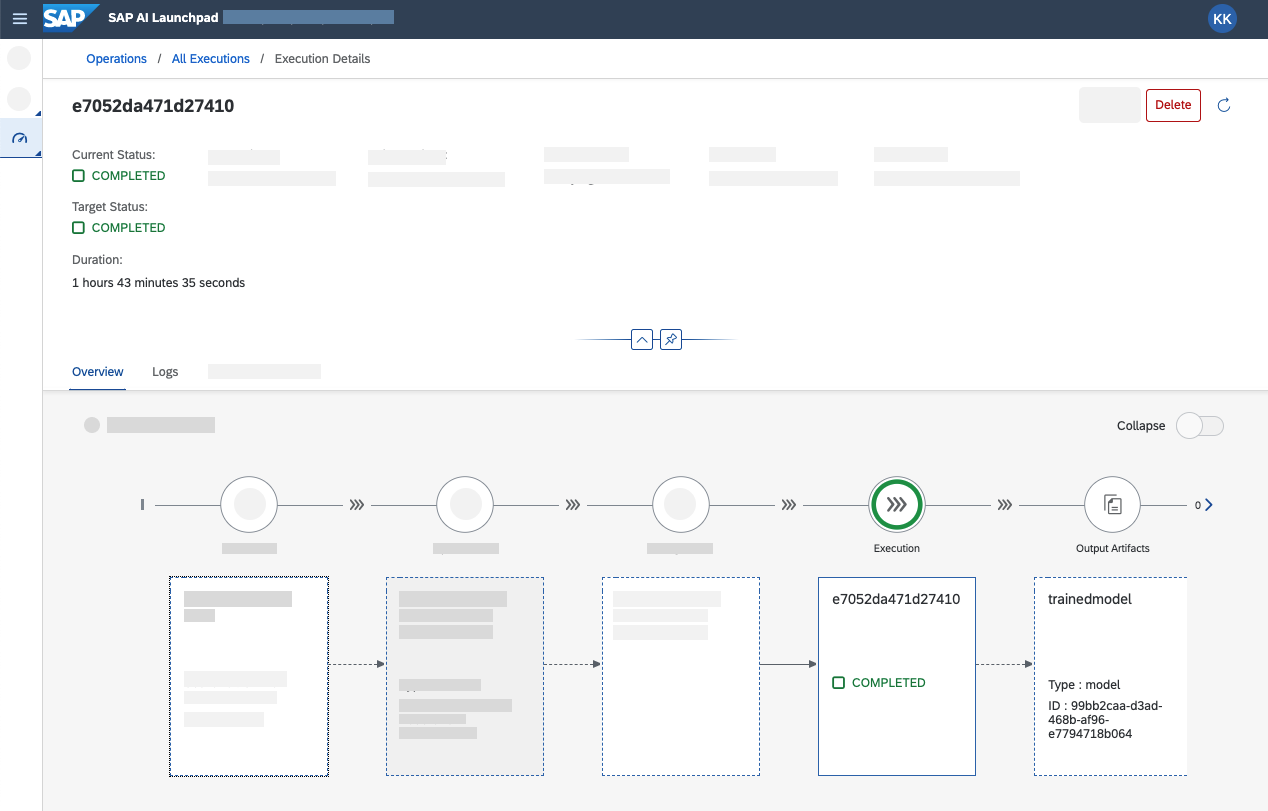 SAP SAP AI Launchpad
KK
Operations / All Executions / Execution Details
e7052da471d27410
Delete
Current Status:
COMPLETED
Target Status:
COMPLETED
Duration:
1 hours 43 minutes 35 seconds
Overview Logs
Collapse
0
Execution
Output Artifacts
e7052da471d27410
COMPLETED
trainedmodel
Type : model
ID : 99bb2caa-d3ad-
468b-af96-
e7794718b064